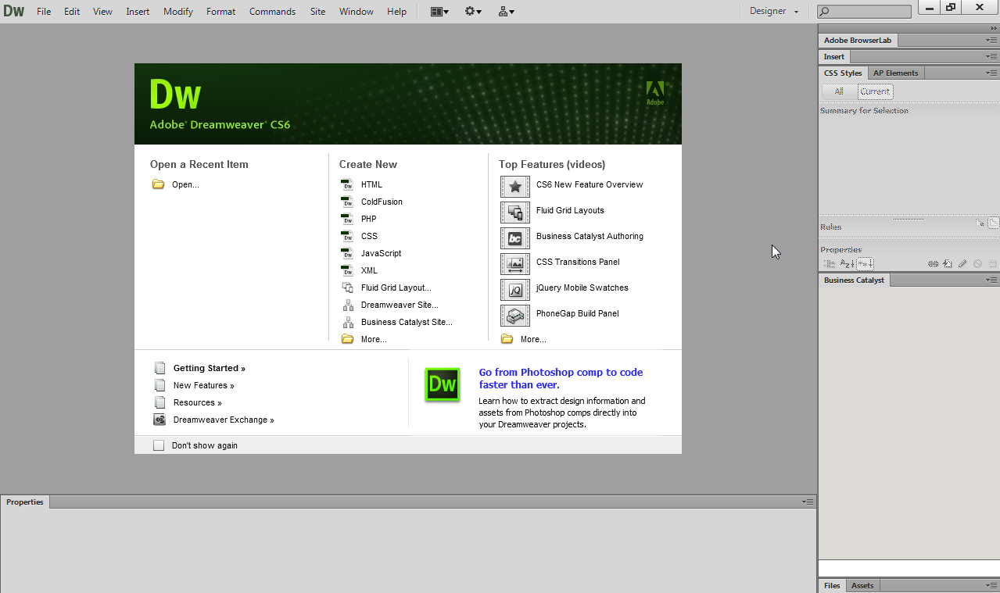 Dw File Edit View Insert Modify Format Commands Site Window Help Designer
Adobe BrowserLab
Insert
CSS Styles AP Elements
All Current
Summary for Selection
Rules
Properties
Business Catalyst
Files Assets
Dw
Adobe® Dreamweaver® CS6
Adobe®
Open a Recent Item
Open...
Create New
HTML
ColdFusion
PHP
CSS
JavaScript
XML
Fluid Grid Layout...
Dreamweaver Site...
Business Catalyst Site...
More...
Top Features (videos)
CS6 New Feature Overview
Fluid Grid Layouts
bc
Business Catalyst Authoring
CSS Transitions Panel
jQ
jQuery Mobile Swatches
PhoneGap Build Panel
More...
Getting Started »
New Features »
Resources »
Dreamweaver Exchange »
Dw
Go from Photoshop comp to code
faster than ever.
Learn how to extract design information and
assets from Photoshop comps directly into
your Dreamweaver projects.
Don't show again
Properties